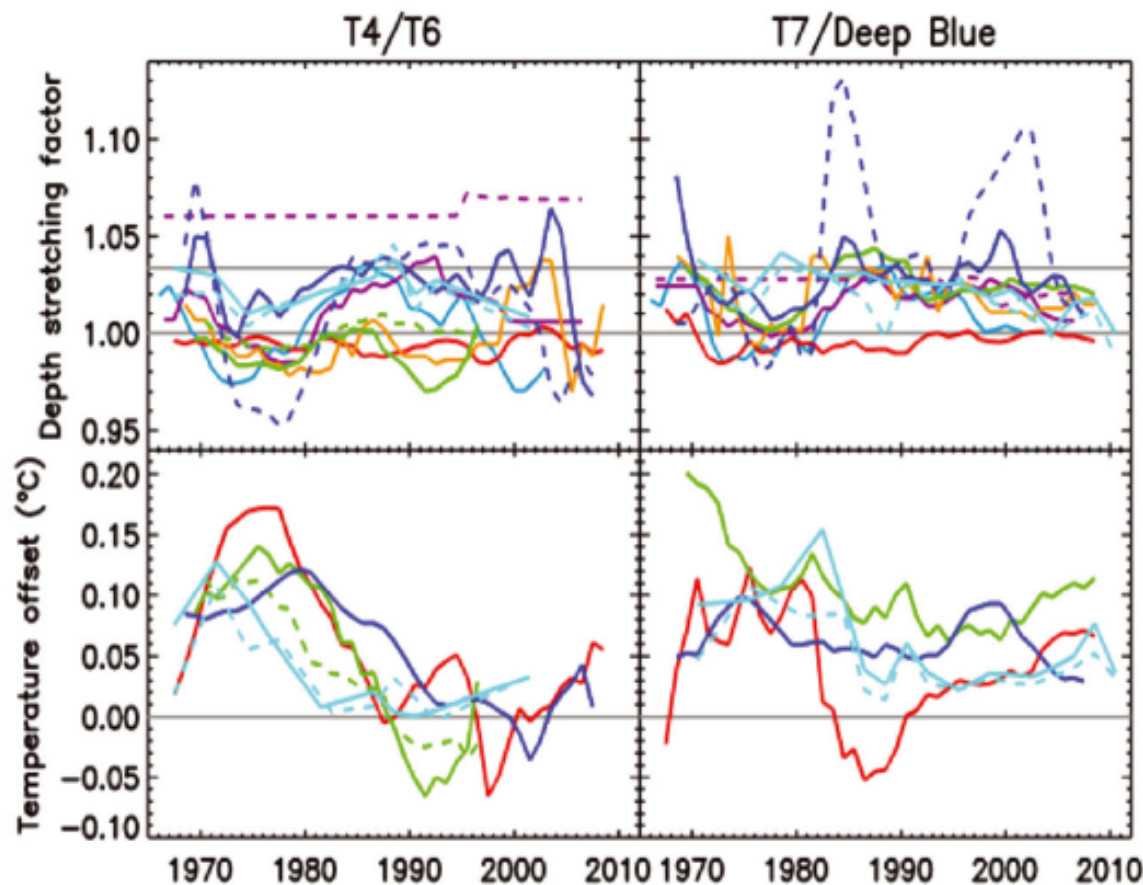 T4/T6 T7/Deep Blue
Depth stretching factor
1.10
1.05
1.00
0.95
Temperature offset (°C)
0.20
0.15
0.10
0.05
0.00
-0.05
-0.10
1970 1980 1990 2000 2010 1970 1980 1990 2000 2010